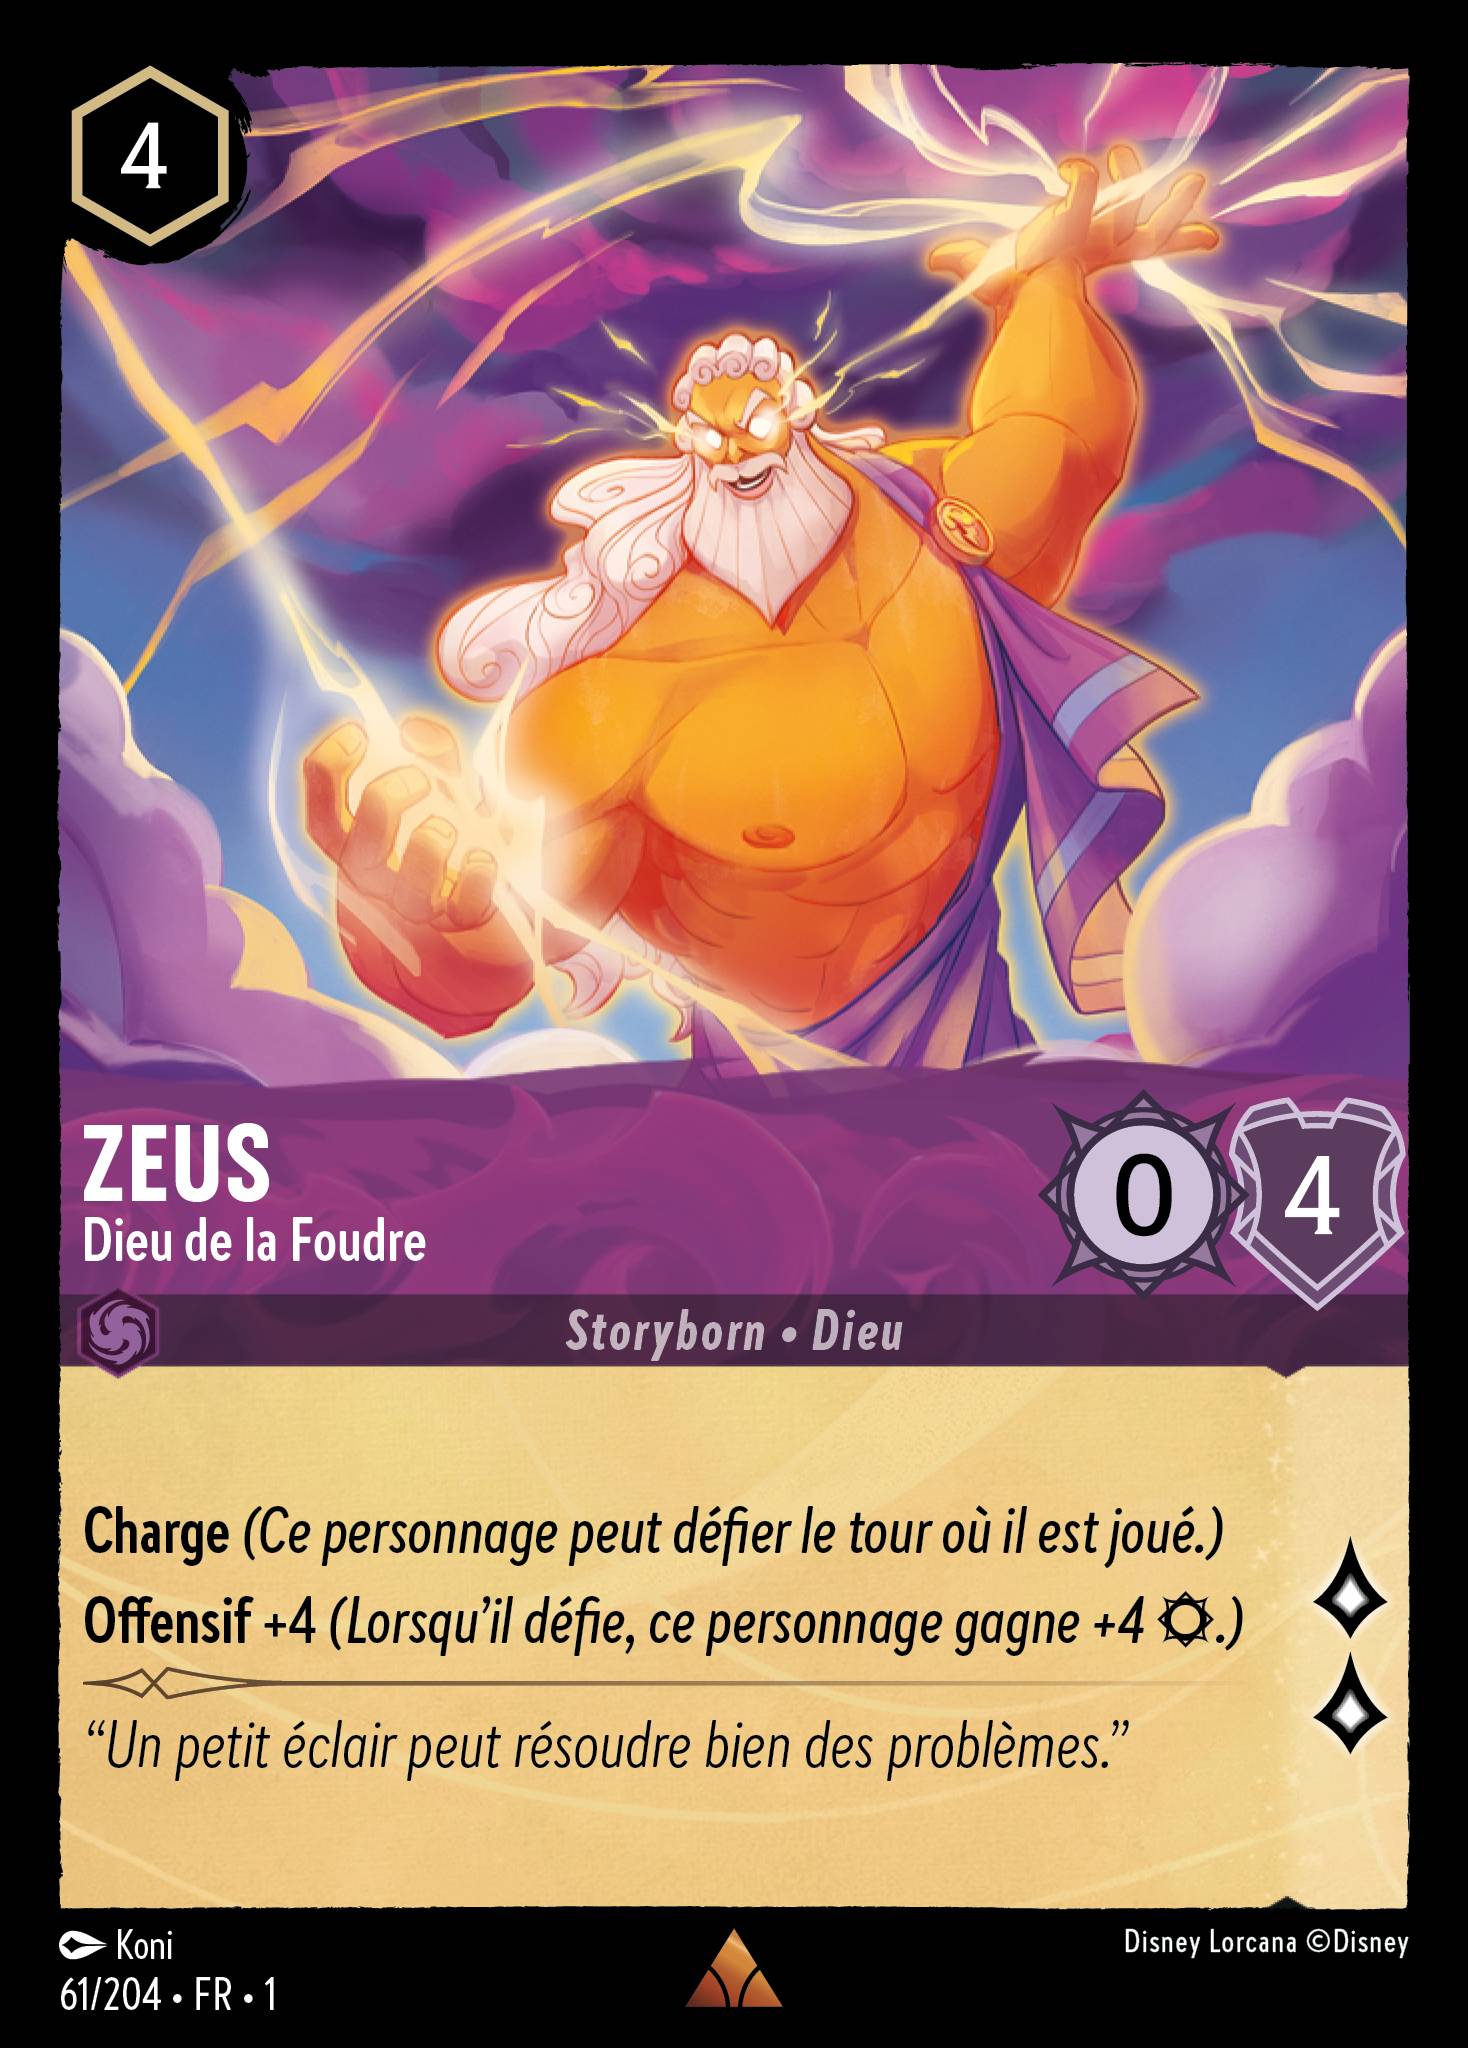 4
ZEUS
Dieu de la Foudre
0
4
Storyborn • Dieu
Charge (Ce personnage peut défier le tour où il est joué.)
Offensif +4 (Lorsqu’il défie, ce personnage gagne +4 .)
“Un petit éclair peut résoudre bien des problèmes.”
Koni
Disney Lorcana ©Disney
61/204 • FR • 1